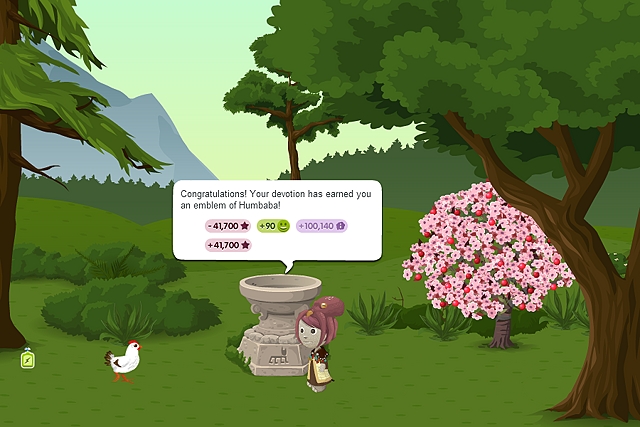 Congratulations! Your devotion has earned you
an emblem of Humbaba!
-41,700 +90 +100,140
+41,700